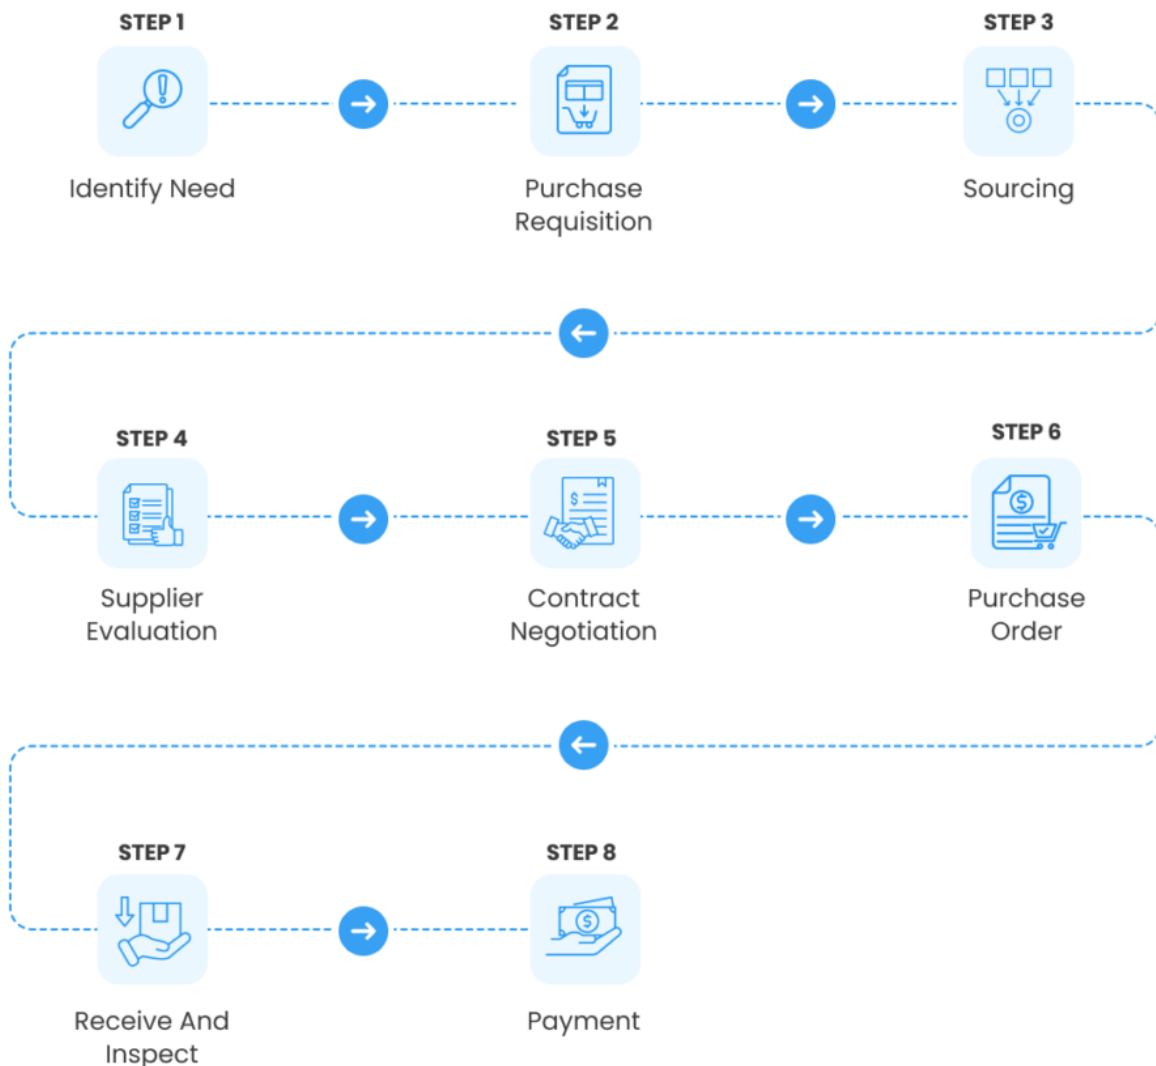 STEP 1
Identify Need
STEP 2
Purchase
Requisition
STEP 3
Sourcing
STEP 4
Supplier
Evaluation
STEP 5
Contract
Negotiation
STEP 6
Purchase
Order
STEP 7
Receive And
Inspect
STEP 8
Payment